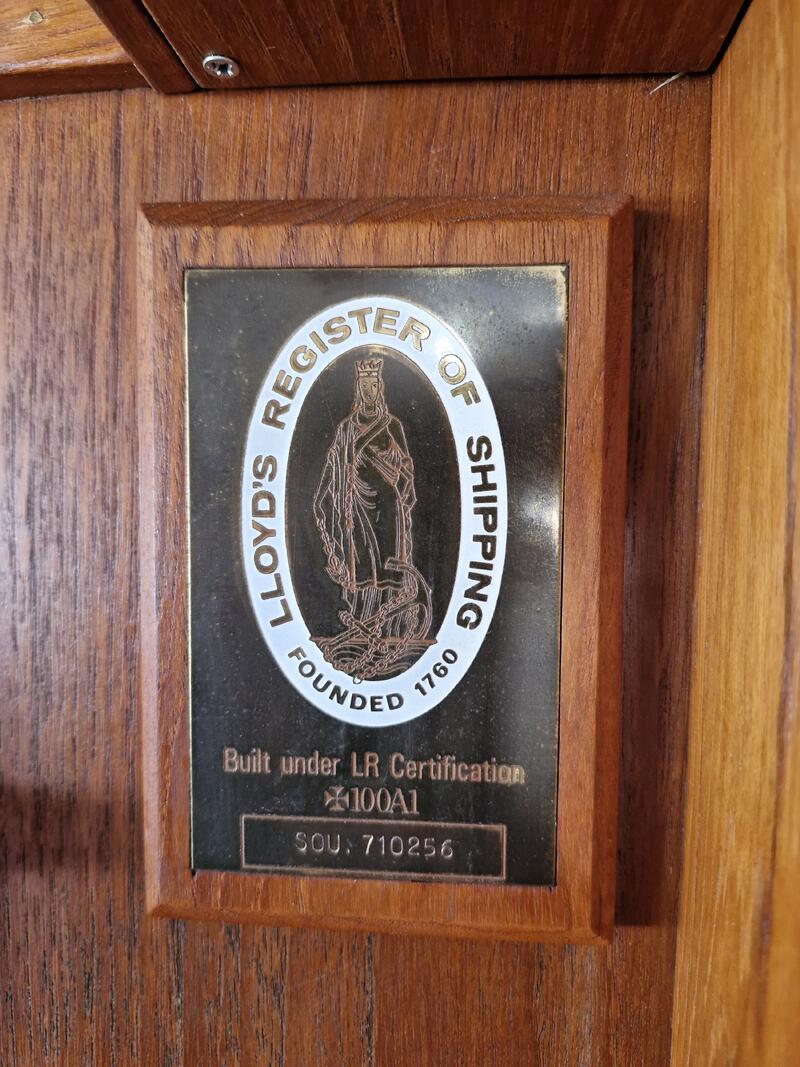 LLOYD'S REGISTER OF SHIPPING
FOUNDED 1760
Built under LR Certification
✠100A1
SOU. 710256